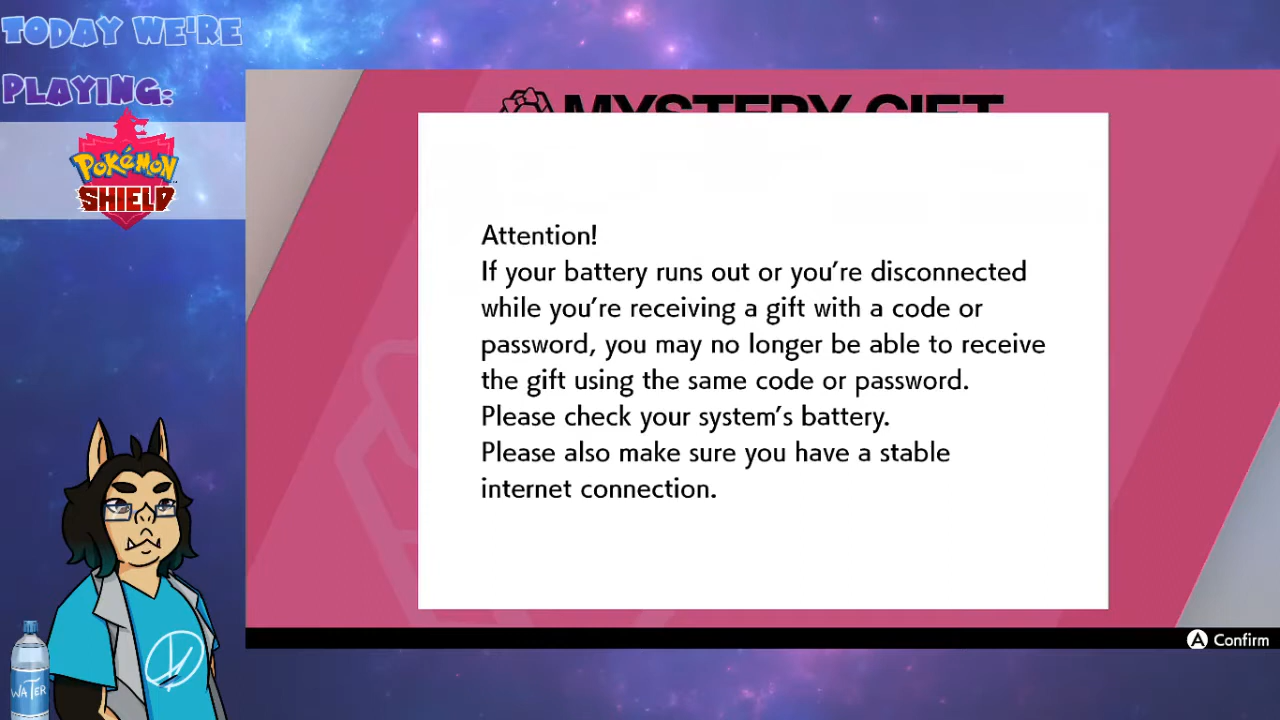 TODAY WE'RE
PLAYING:
POKéMON
SHIELD
MYSTERY GIFT
Attention!
If your battery runs out or you're disconnected
while you're receiving a gift with a code or
password, you may no longer be able to receive
the gift using the same code or password.
Please check your system's battery.
Please also make sure you have a stable
internet connection.
WATER
A Confirm